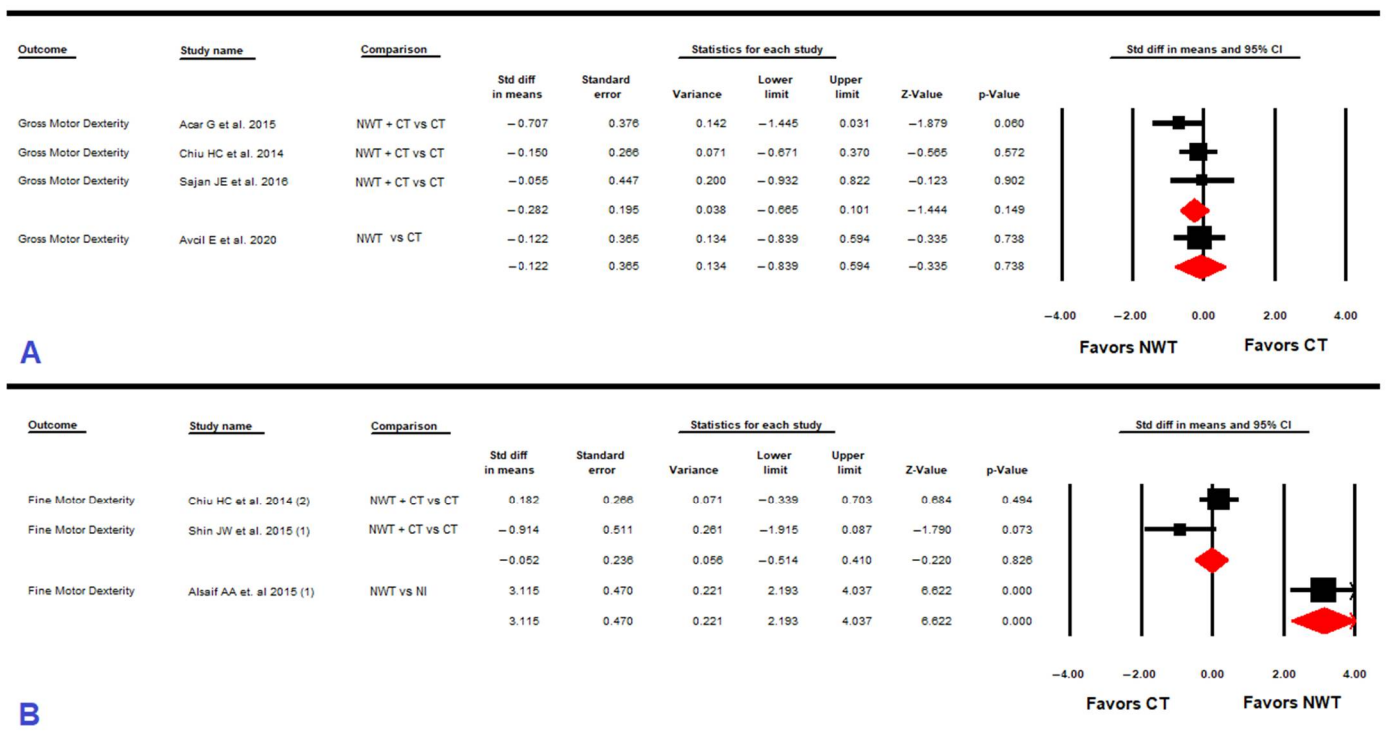 Outcome Study name Comparison Statistics for each study Std diff in means and 95% CI
Std diff in means Standard error Variance Lower limit Upper limit Z-Value p-Value
Gross Motor Dexterity Acar G et al. 2015 NWT + CT vs CT −0.707 0.376 0.142 −1.445 0.031 −1.879 0.060
Gross Motor Dexterity Chiu HC et al. 2014 NWT + CT vs CT −0.150 0.266 0.071 −0.671 0.370 −0.565 0.572
Gross Motor Dexterity Sajan JE et al. 2016 NWT + CT vs CT −0.055 0.447 0.200 −0.932 0.822 −0.123 0.902
−0.282 0.195 0.038 −0.665 0.101 −1.444 0.149
Gross Motor Dexterity Avcil E et al. 2020 NWT vs CT −0.122 0.365 0.134 −0.839 0.594 −0.335 0.738
−0.122 0.365 0.134 −0.839 0.594 −0.335 0.738
−4.00 −2.00 0.00 2.00 4.00
Favors NWT Favors CT
A
Outcome Study name Comparison Statistics for each study Std diff in means and 95% CI
Std diff in means Standard error Variance Lower limit Upper limit Z-Value p-Value
Fine Motor Dexterity Chiu HC et al. 2014 (2) NWT + CT vs CT 0.182 0.266 0.071 −0.339 0.703 0.684 0.494
Fine Motor Dexterity Shin JW et al. 2015 (1) NWT + CT vs CT −0.914 0.511 0.261 −1.915 0.087 −1.790 0.073
−0.052 0.236 0.056 −0.514 0.410 −0.220 0.826
Fine Motor Dexterity Alsaif AA et. al 2015 (1) NWT vs NI 3.115 0.470 0.221 2.193 4.037 6.622 0.000
3.115 0.470 0.221 2.193 4.037 6.622 0.000
−4.00 −2.00 0.00 2.00 4.00
Favors CT Favors NWT
B